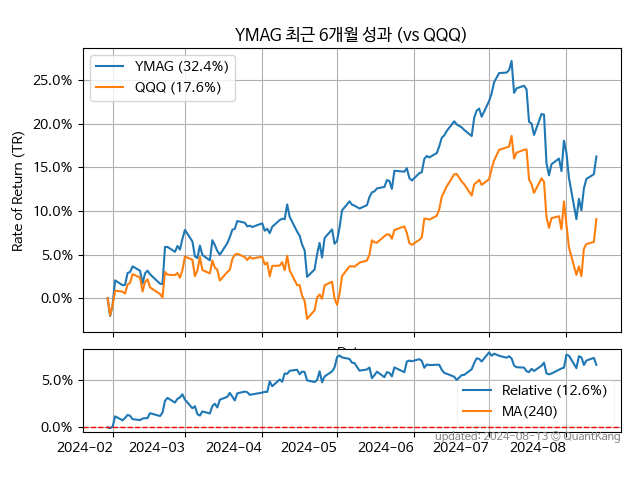 YMAG 최근 6개월 성과 (vs QQQ)
YMAG (32.4%)
QQQ (17.6%)
Rate of Return (TR)
25.0%
20.0%
15.0%
10.0%
5.0%
0.0%
5.0%
0.0%
Relative (12.6%)
MA(240)
updated: 2024-08-13 © QuantKang
2024-02 2024-03 2024-04 2024-05 2024-06 2024-07 2024-08